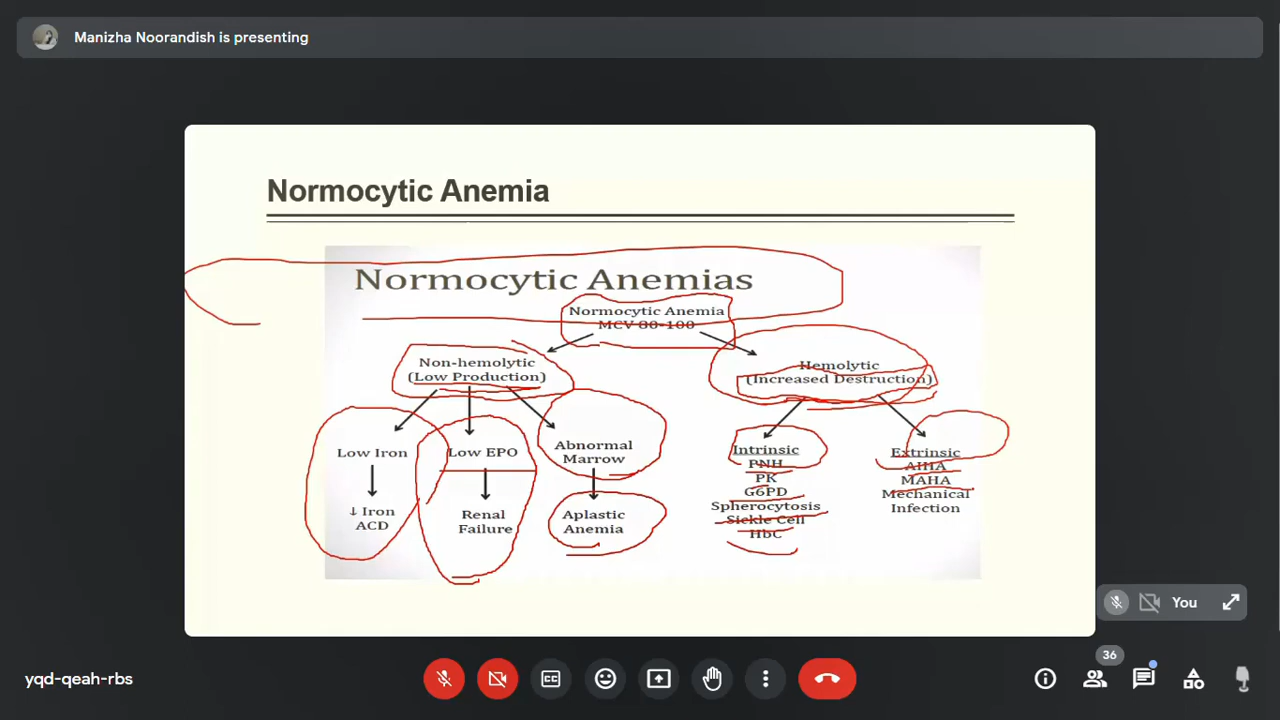 Manizha Noorandish is presenting
Normocytic Anemia
Normocytic Anemias
Normocytic Anemia
MCV 80-100
Non-hemolytic
(Low Production)
Hemolytic
(Increased Destruction)
Low Iron
↓ Iron
ACD
Low EPO
Renal
Failure
Abnormal
Marrow
Aplastic
Anemia
Intrinsic
PNH
PK
G6PD
Spherocytosis
Sickle Cell
HbC
Extrinsic
AIHA
MAHA
Mechanical
Infection
You
yqd-qeah-rbs
36